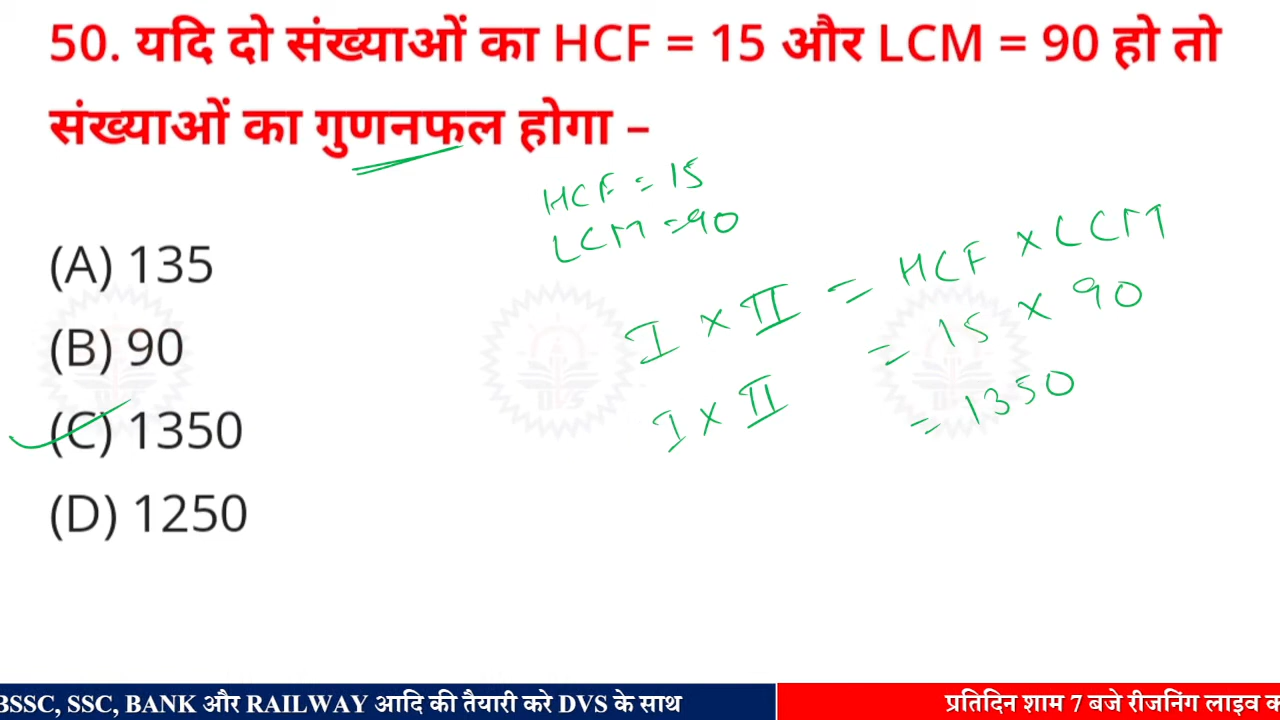 50. यदि दो संख्याओं का HCF = 15 और LCM = 90 हो तो
संख्याओं का गुणनफल होगा –
HCF = 15
LCM = 90
I × II = HCF × LCM
= 15 × 90
I × II = 1350
(A) 135
(B) 90
(C) 1350
(D) 1250
DVS
BSSC, SSC, BANK और RAILWAY आदि की तैयारी करे DVS के साथ
प्रतिदिन शाम 7 बजे रीजनिंग लाइव क